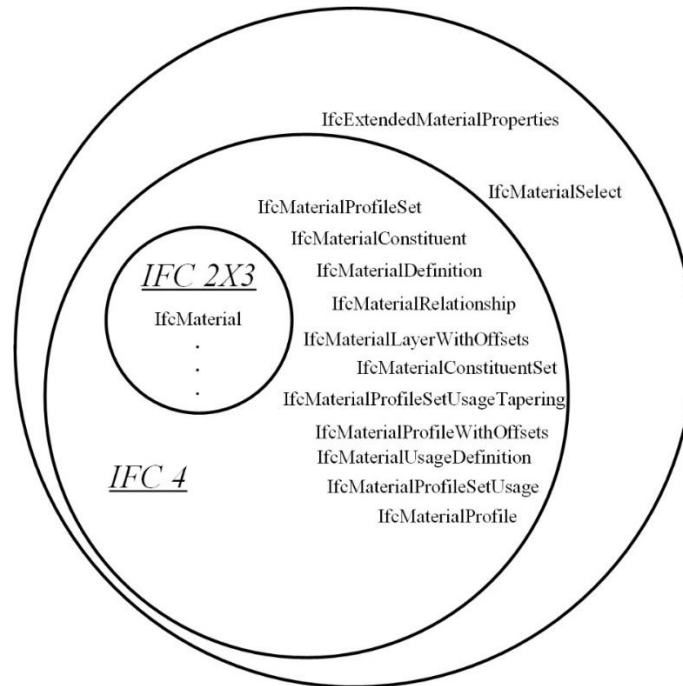 IfcExtendedMaterialProperties
IfcMaterialSelect
IfcMaterialProfileSet
IfcMaterialConstituent
IFC 2X3
IfcMaterialDefinition
IfcMaterialRelationship
IfcMaterial
IfcMaterialLayerWithOffsets
.
IfcMaterialConstituentSet
.
.
IfcMaterialProfileSetUsageTapering
IfcMaterialProfileWithOffsets
IfcMaterialUsageDefinition
IFC 4
IfcMaterialProfileSetUsage
IfcMaterialProfile